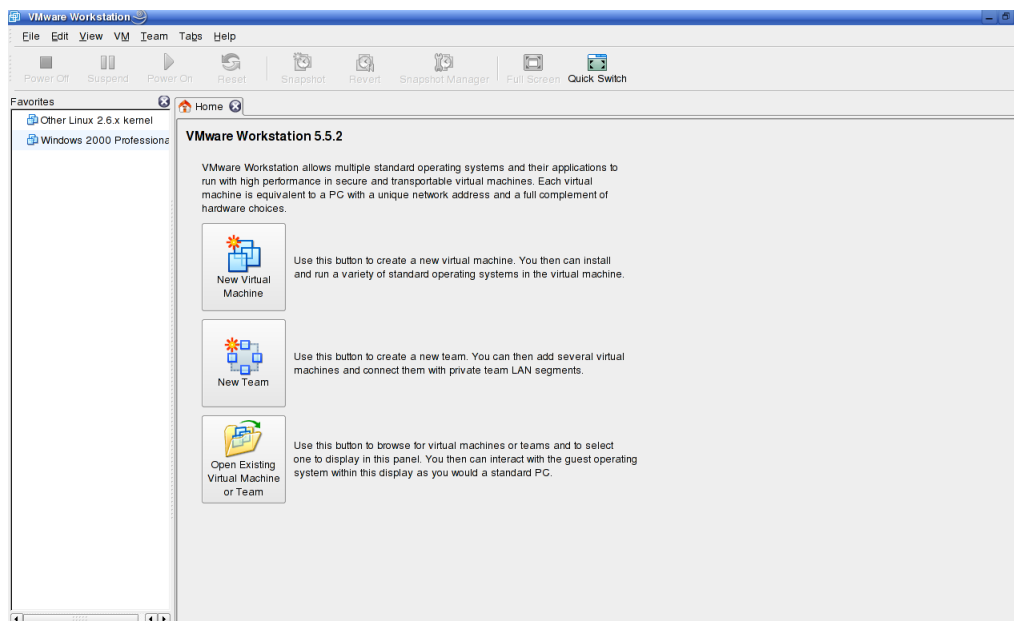 VMware Workstation
File Edit View VM Team Tabs Help
Power Off Suspend Power On Reset Snapshot Revert Snapshot Manager Full Screen Quick Switch
Favorites
Other Linux 2.6.x kernel
Windows 2000 Professiona
Home
VMware Workstation 5.5.2
VMware Workstation allows multiple standard operating systems and their applications to
run with high performance in secure and transportable virtual machines. Each virtual
machine is equivalent to a PC with a unique network address and a full complement of
hardware choices.
New Virtual
Machine
Use this button to create a new virtual machine. You then can install
and run a variety of standard operating systems in the virtual machine.
New Team
Use this button to create a new team. You can then add several virtual
machines and connect them with private team LAN segments.
Open Existing
Virtual Machine
or Team
Use this button to browse for virtual machines or teams and to select
one to display in this panel. You then can interact with the guest operating
system within this display as you would a standard PC.